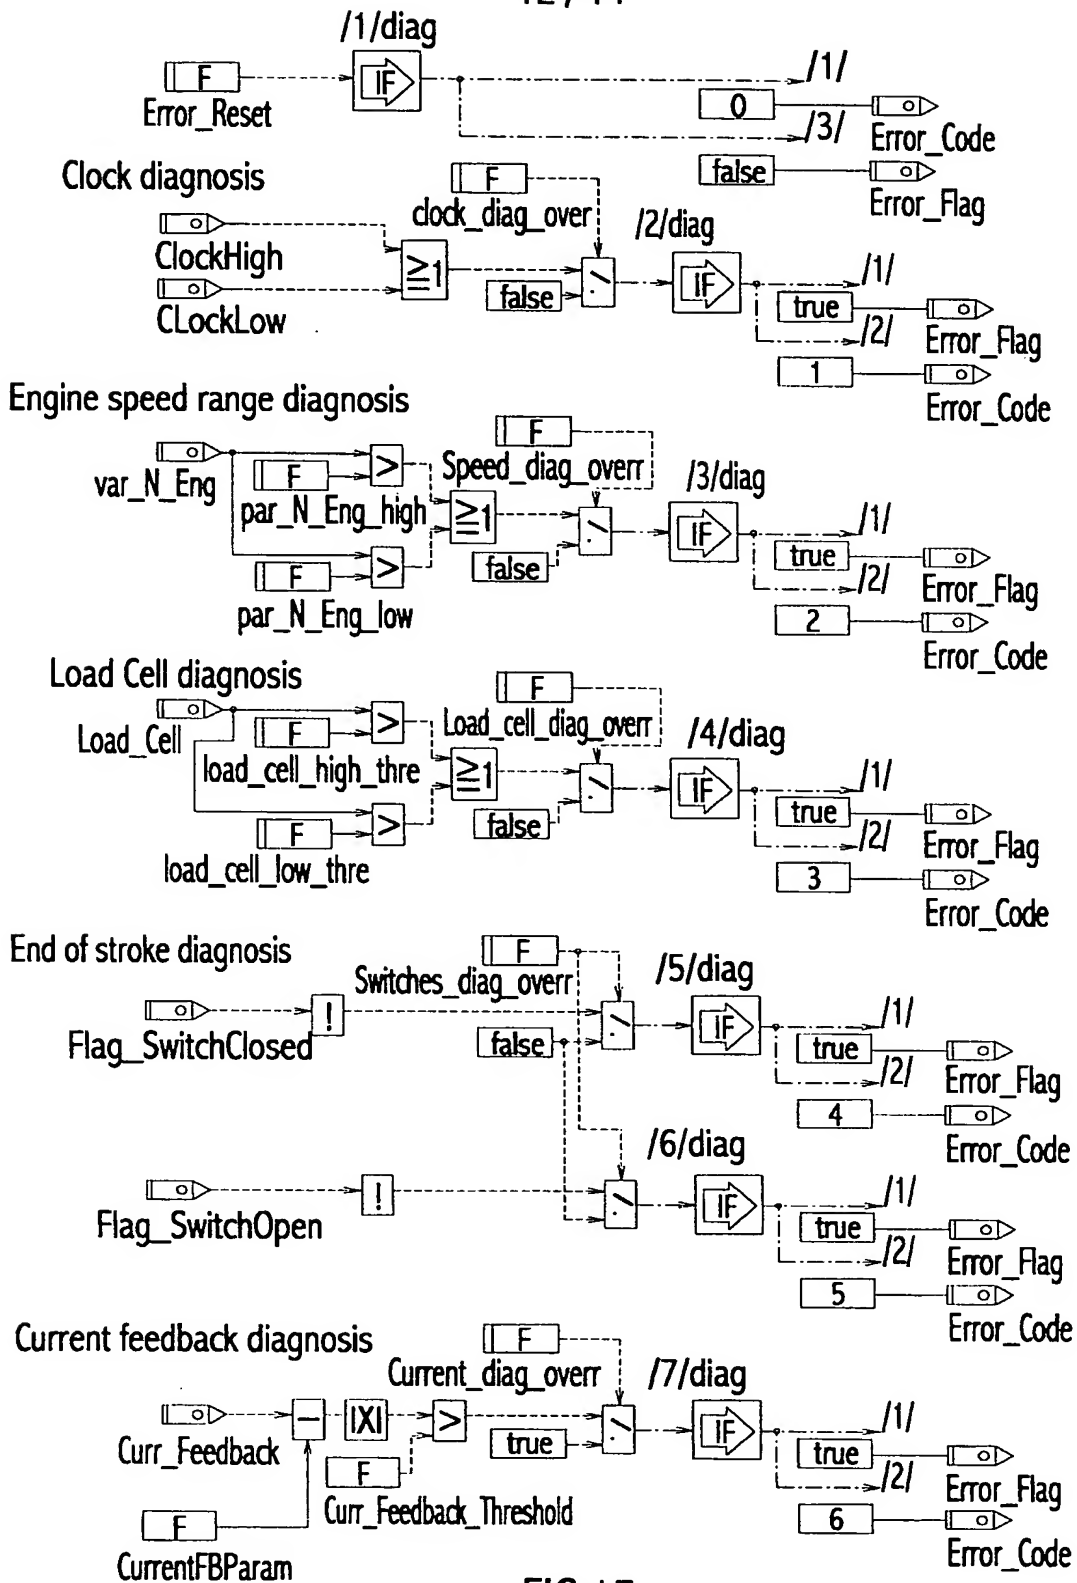 /1/diag
F
IF
/1/
Error_Reset
0
/3/
Error_Code
Clock diagnosis
F
false
clock_diag_over
Error_Flag
/2/diag
ClockHigh
≥1
IF
/1/
CLockLow
false
true
/2/
Error_Flag
1
Error_Code
Engine speed range diagnosis
F
var_N_Eng
>
F
Speed_diag_overr
/3/diag
par_N_Eng_high
≥1
IF
/1/
>
false
true
/2/
Error_Flag
F
par_N_Eng_low
2
Error_Code
Load Cell diagnosis
F
Load_Cell
>
F
Load_cell_diag_overr
/4/diag
load_cell_high_thre
≥1
IF
/1/
>
false
true
/2/
Error_Flag
F
load_cell_low_thre
3
Error_Code
End of stroke diagnosis
F
Switches_diag_overr
/5/diag
!
IF
/1/
Flag_SwitchClosed
false
true
/2/
Error_Flag
4
Error_Code
/6/diag
!
IF
/1/
Flag_SwitchOpen
true
/2/
Error_Flag
5
Error_Code
Current feedback diagnosis
F
Current_diag_overr
/7/diag
−
|X|
>
IF
/1/
Curr_Feedback
true
true
/2/
F
Error_Flag
Curr_Feedback_Threshold
F
6
CurrentFBParam
Error_Code